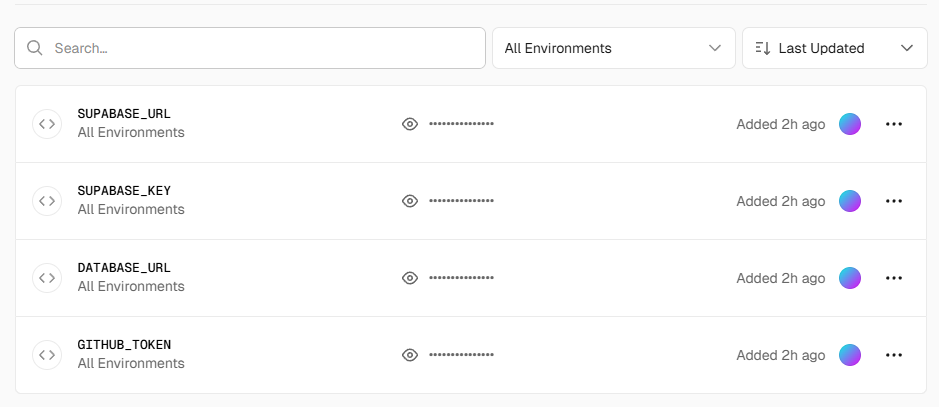 Search...
All Environments
Last Updated
SUPABASE_URL
All Environments
•••••••••••••••
Added 2h ago
SUPABASE_KEY
All Environments
•••••••••••••••
Added 2h ago
DATABASE_URL
All Environments
•••••••••••••••
Added 2h ago
GITHUB_TOKEN
All Environments
•••••••••••••••
Added 2h ago